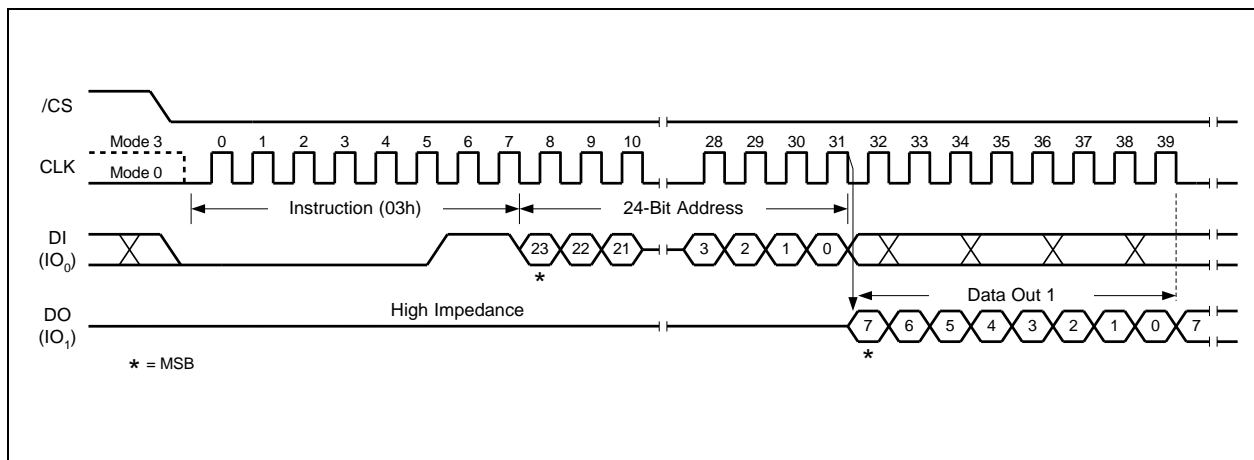 /CS
Mode 3
0 1 2 3 4 5 6 7 8 9 10 28 29 30 31 32 33 34 35 36 37 38 39
CLK
Mode 0
Instruction (03h)
24-Bit Address
DI
(IO0)
23 22 21 3 2 1 0
*
High Impedance
Data Out 1
DO
(IO1)
7 6 5 4 3 2 1 0 7
*
* = MSB